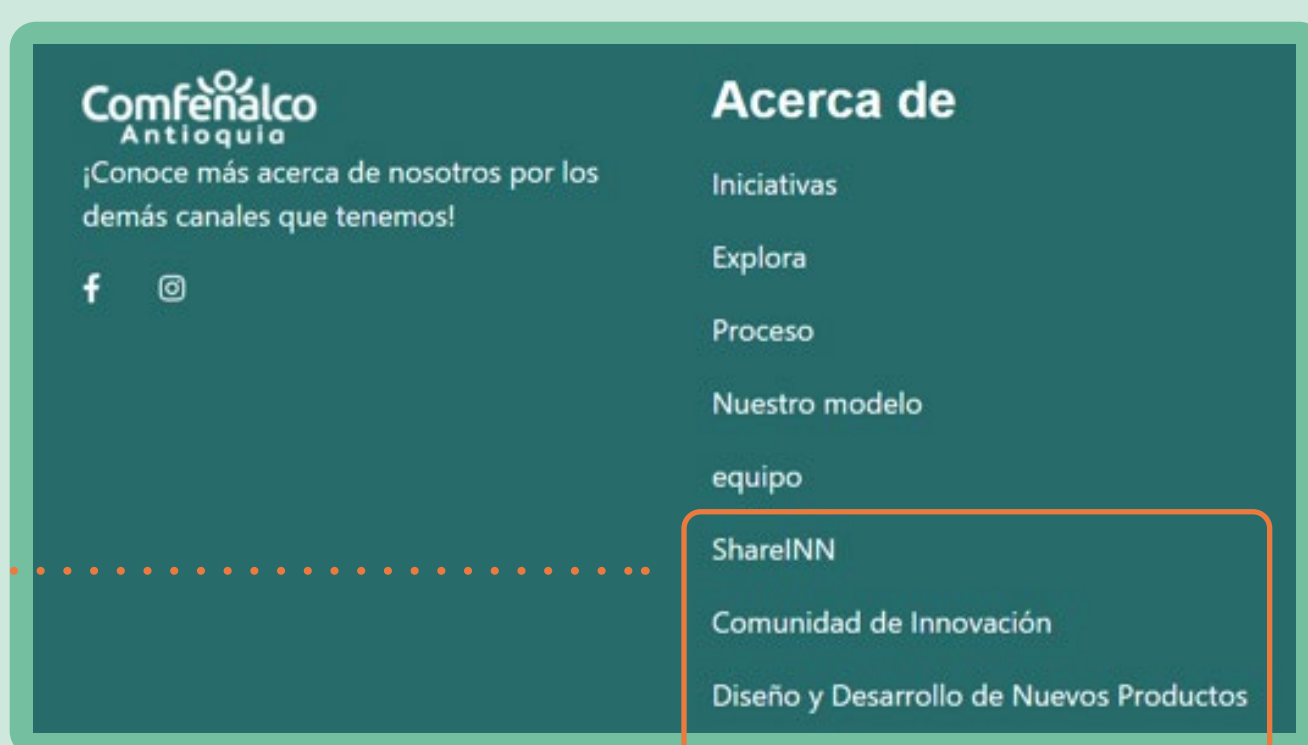 Comfenalco
Antioquia
¡Conoce más acerca de nosotros por los
demás canales que tenemos!
Acerca de
Iniciativas
Explora
Proceso
Nuestro modelo
equipo
ShareINN
Comunidad de Innovación
Diseño y Desarrollo de Nuevos Productos